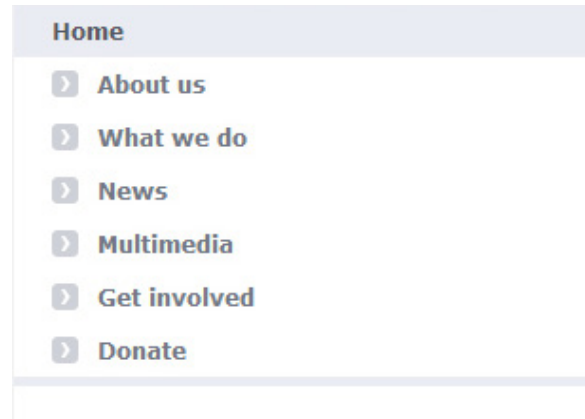 Home
About us
What we do
News
Multimedia
Get involved
Donate